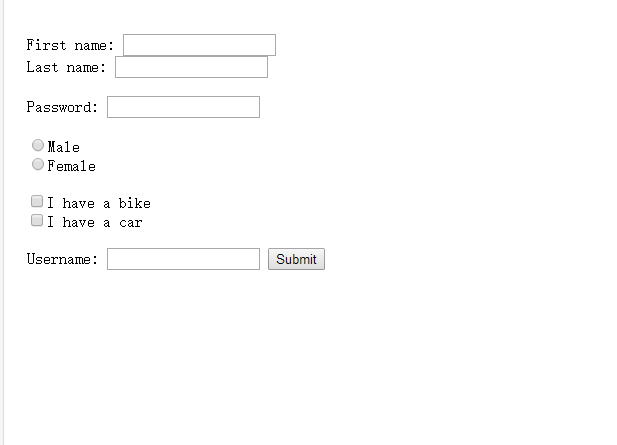 First name:
Last name:
Password:
Male
Female
I have a bike
I have a car
Username: Submit